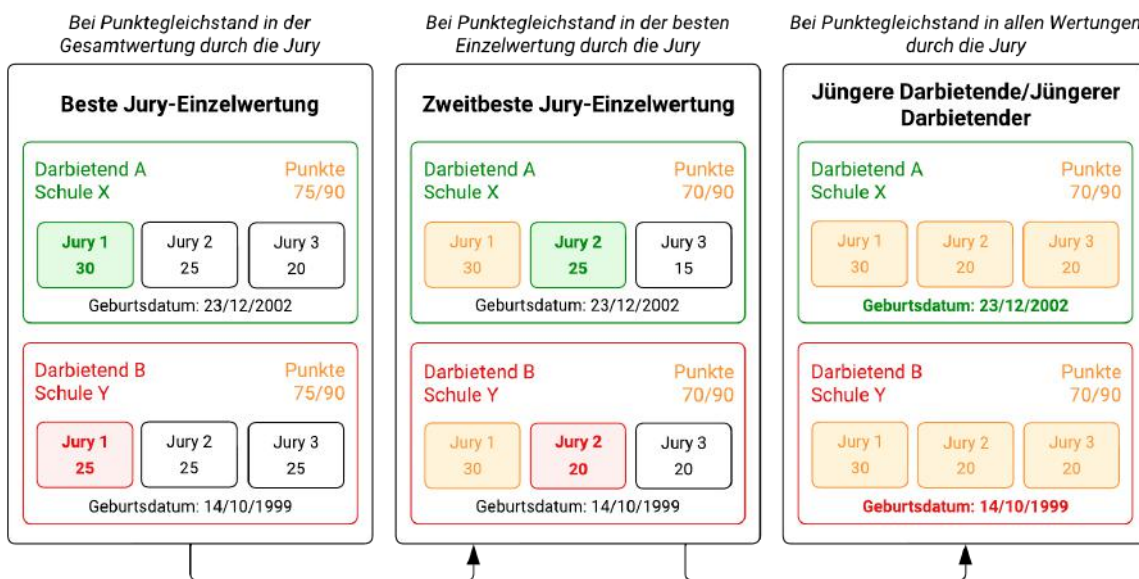 Bei Punktegleichstand in der
Gesamtwertung durch die Jury
Beste Jury-Einzelwertung
Darbietend A
Schule X
Punkte
75/90
Jury 1
30
Jury 2
25
Jury 3
20
Geburtsdatum: 23/12/2002
Darbietend B
Schule Y
Punkte
75/90
Jury 1
25
Jury 2
25
Jury 3
25
Geburtsdatum: 14/10/1999
Bei Punktegleichstand in der besten
Einzelwertung durch die Jury
Zweitbeste Jury-Einzelwertung
Darbietend A
Schule X
Punkte
70/90
Jury 1
30
Jury 2
25
Jury 3
15
Geburtsdatum: 23/12/2002
Darbietend B
Schule Y
Punkte
70/90
Jury 1
30
Jury 2
20
Jury 3
20
Geburtsdatum: 14/10/1999
Bei Punktegleichstand in allen Wertungen
durch die Jury
Jüngere Darbietende/Jüngerer
Darbietender
Darbietend A
Schule X
Punkte
70/90
Jury 1
30
Jury 2
20
Jury 3
20
Geburtsdatum: 23/12/2002
Darbietend B
Schule Y
Punkte
70/90
Jury 1
30
Jury 2
20
Jury 3
20
Geburtsdatum: 14/10/1999